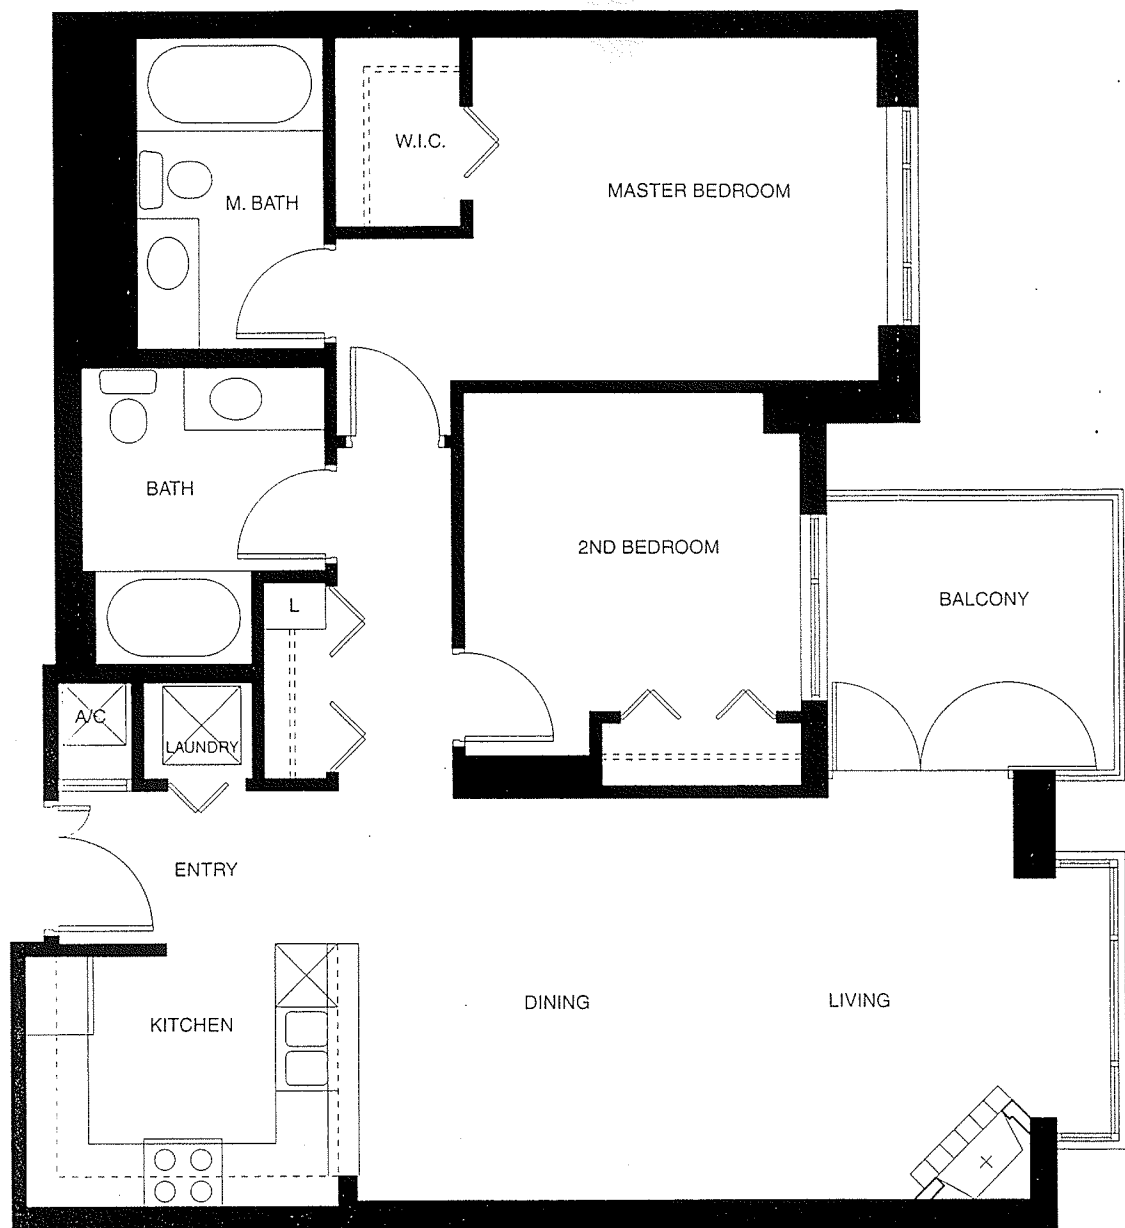 W.I.C.
MASTER BEDROOM
M. BATH
BATH
2ND BEDROOM
BALCONY
L
A/C
LAUNDRY
ENTRY
DINING
LIVING
KITCHEN